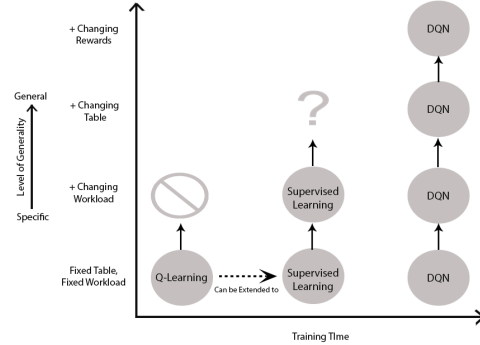 + Changing
Rewards
DQN
General
+ Changing
Table
?
DQN
Level of Generality
+ Changing
Workload
Supervised
Learning
DQN
Specific
Fixed Table,
Fixed Workload
Q-Learning
Can be Extended to
Supervised
Learning
DQN
Training TIme